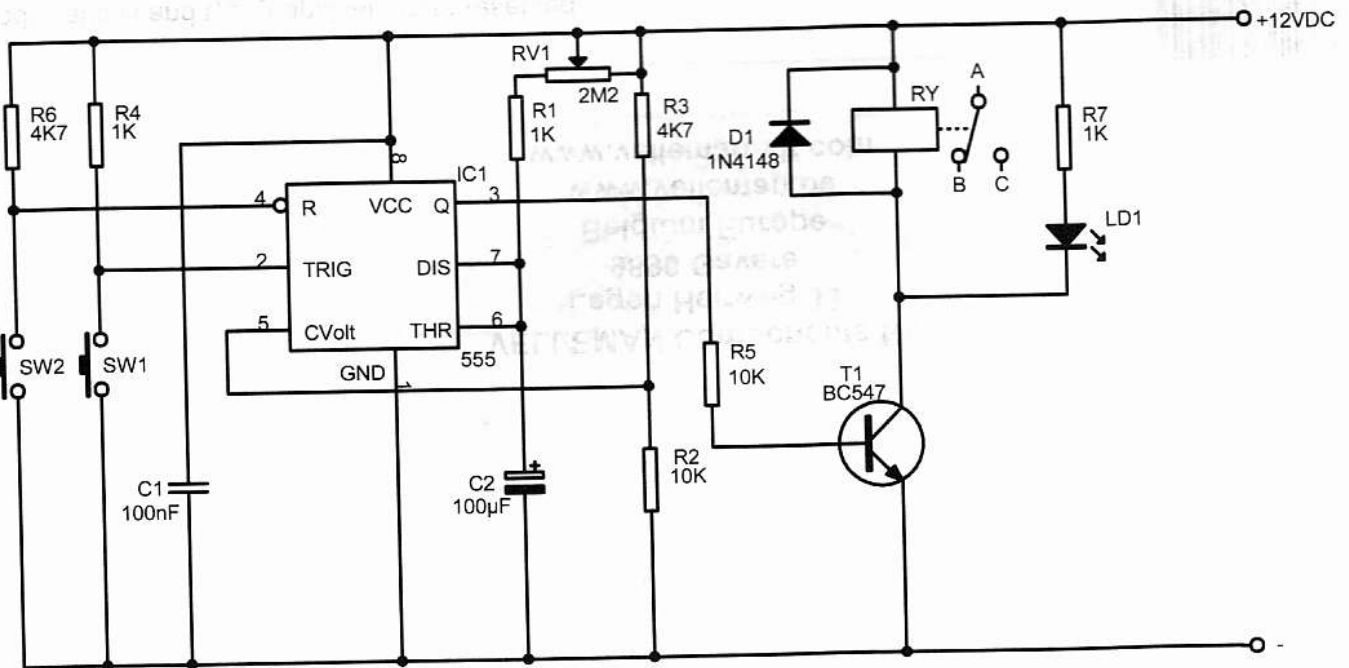 +12VDC
RV1
2M2
R6
4K7
R4
1K
R1
1K
R3
4K7
D1
1N4148
RY
A
B
C
R7
1K
LD1
IC1
8
4
R
VCC
Q
3
2
TRIG
DIS
7
5
CVolt
THR
6
555
GND
1
SW2
SW1
R5
10K
T1
BC547
C1
100nF
C2
+
100µF
R2
10K
-